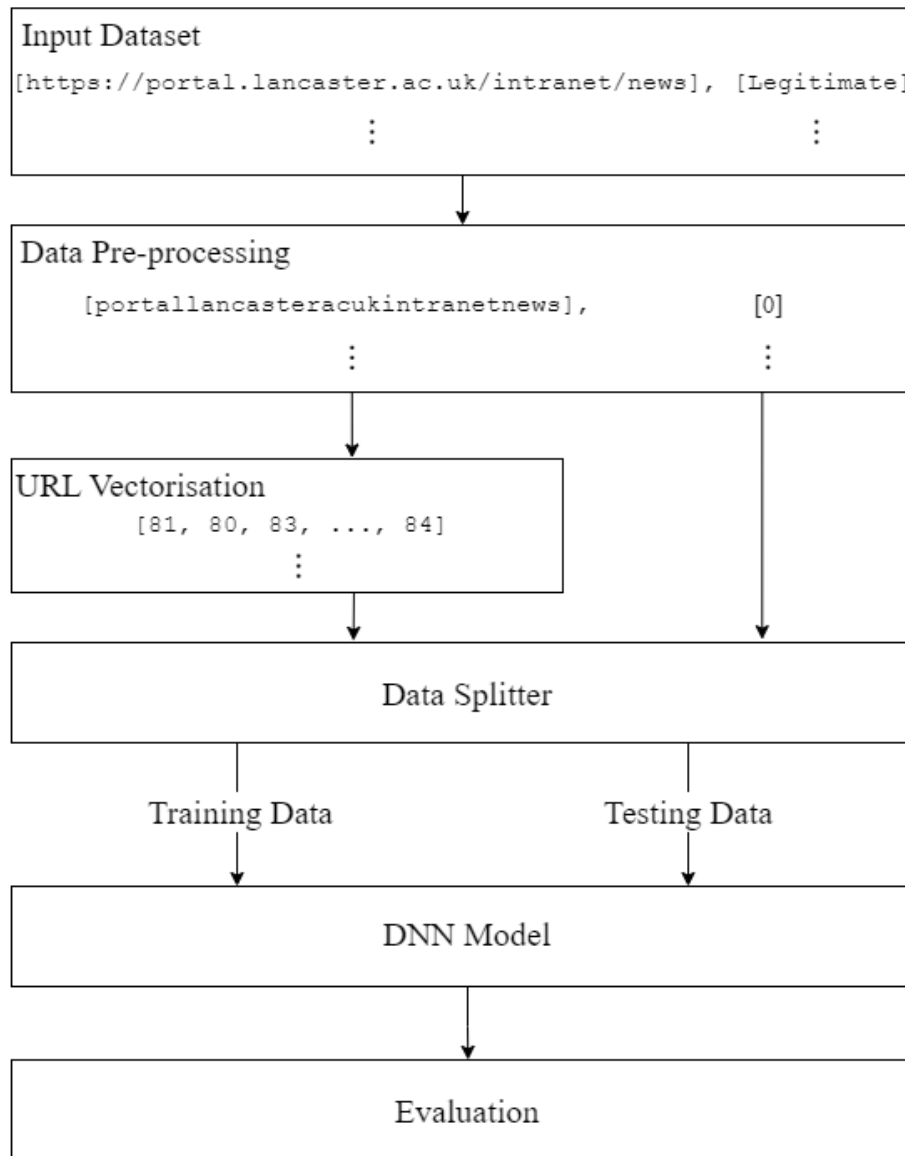 Input Dataset
[https://portal.lancaster.ac.uk/intranet/news], [Legitimate]
⋮ ⋮
Data Pre-processing
[portallancasteracukintranetnews], [0]
⋮ ⋮
URL Vectorisation
[81, 80, 83, ..., 84]
⋮
Data Splitter
Training Data Testing Data
DNN Model
Evaluation